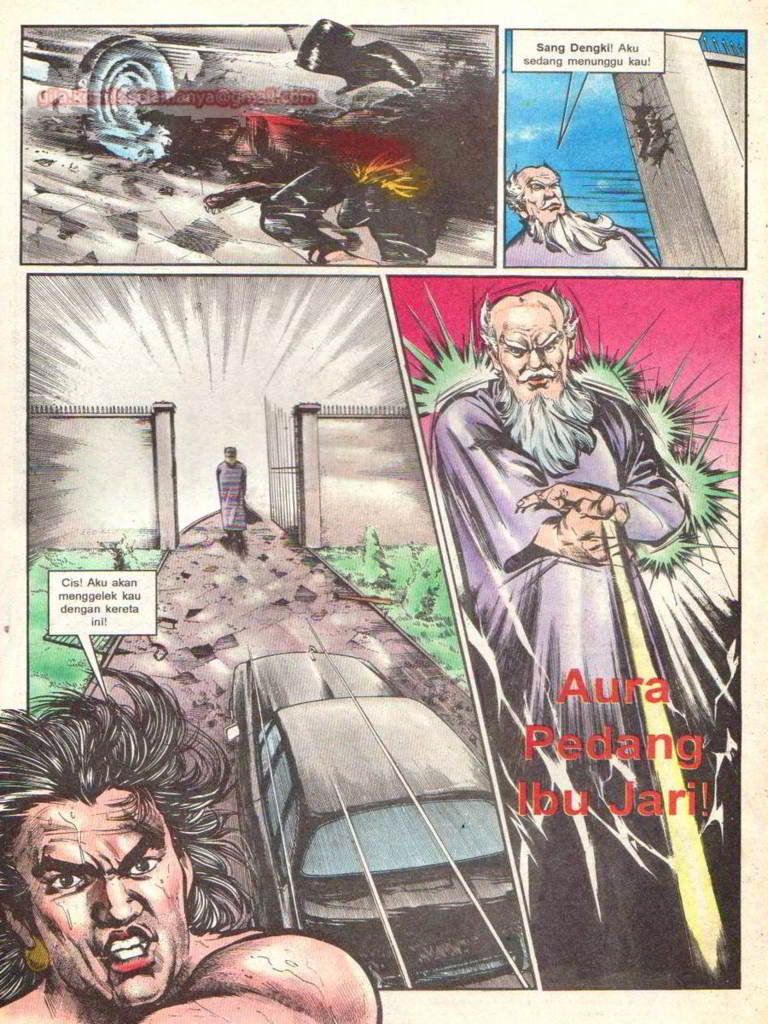 Sang Dengki! Aku
sedang menunggu kau!
Cis! Aku akan
menggelek kau
dengan kereta
ini!
Aura
Pedang
Ibu Jari!